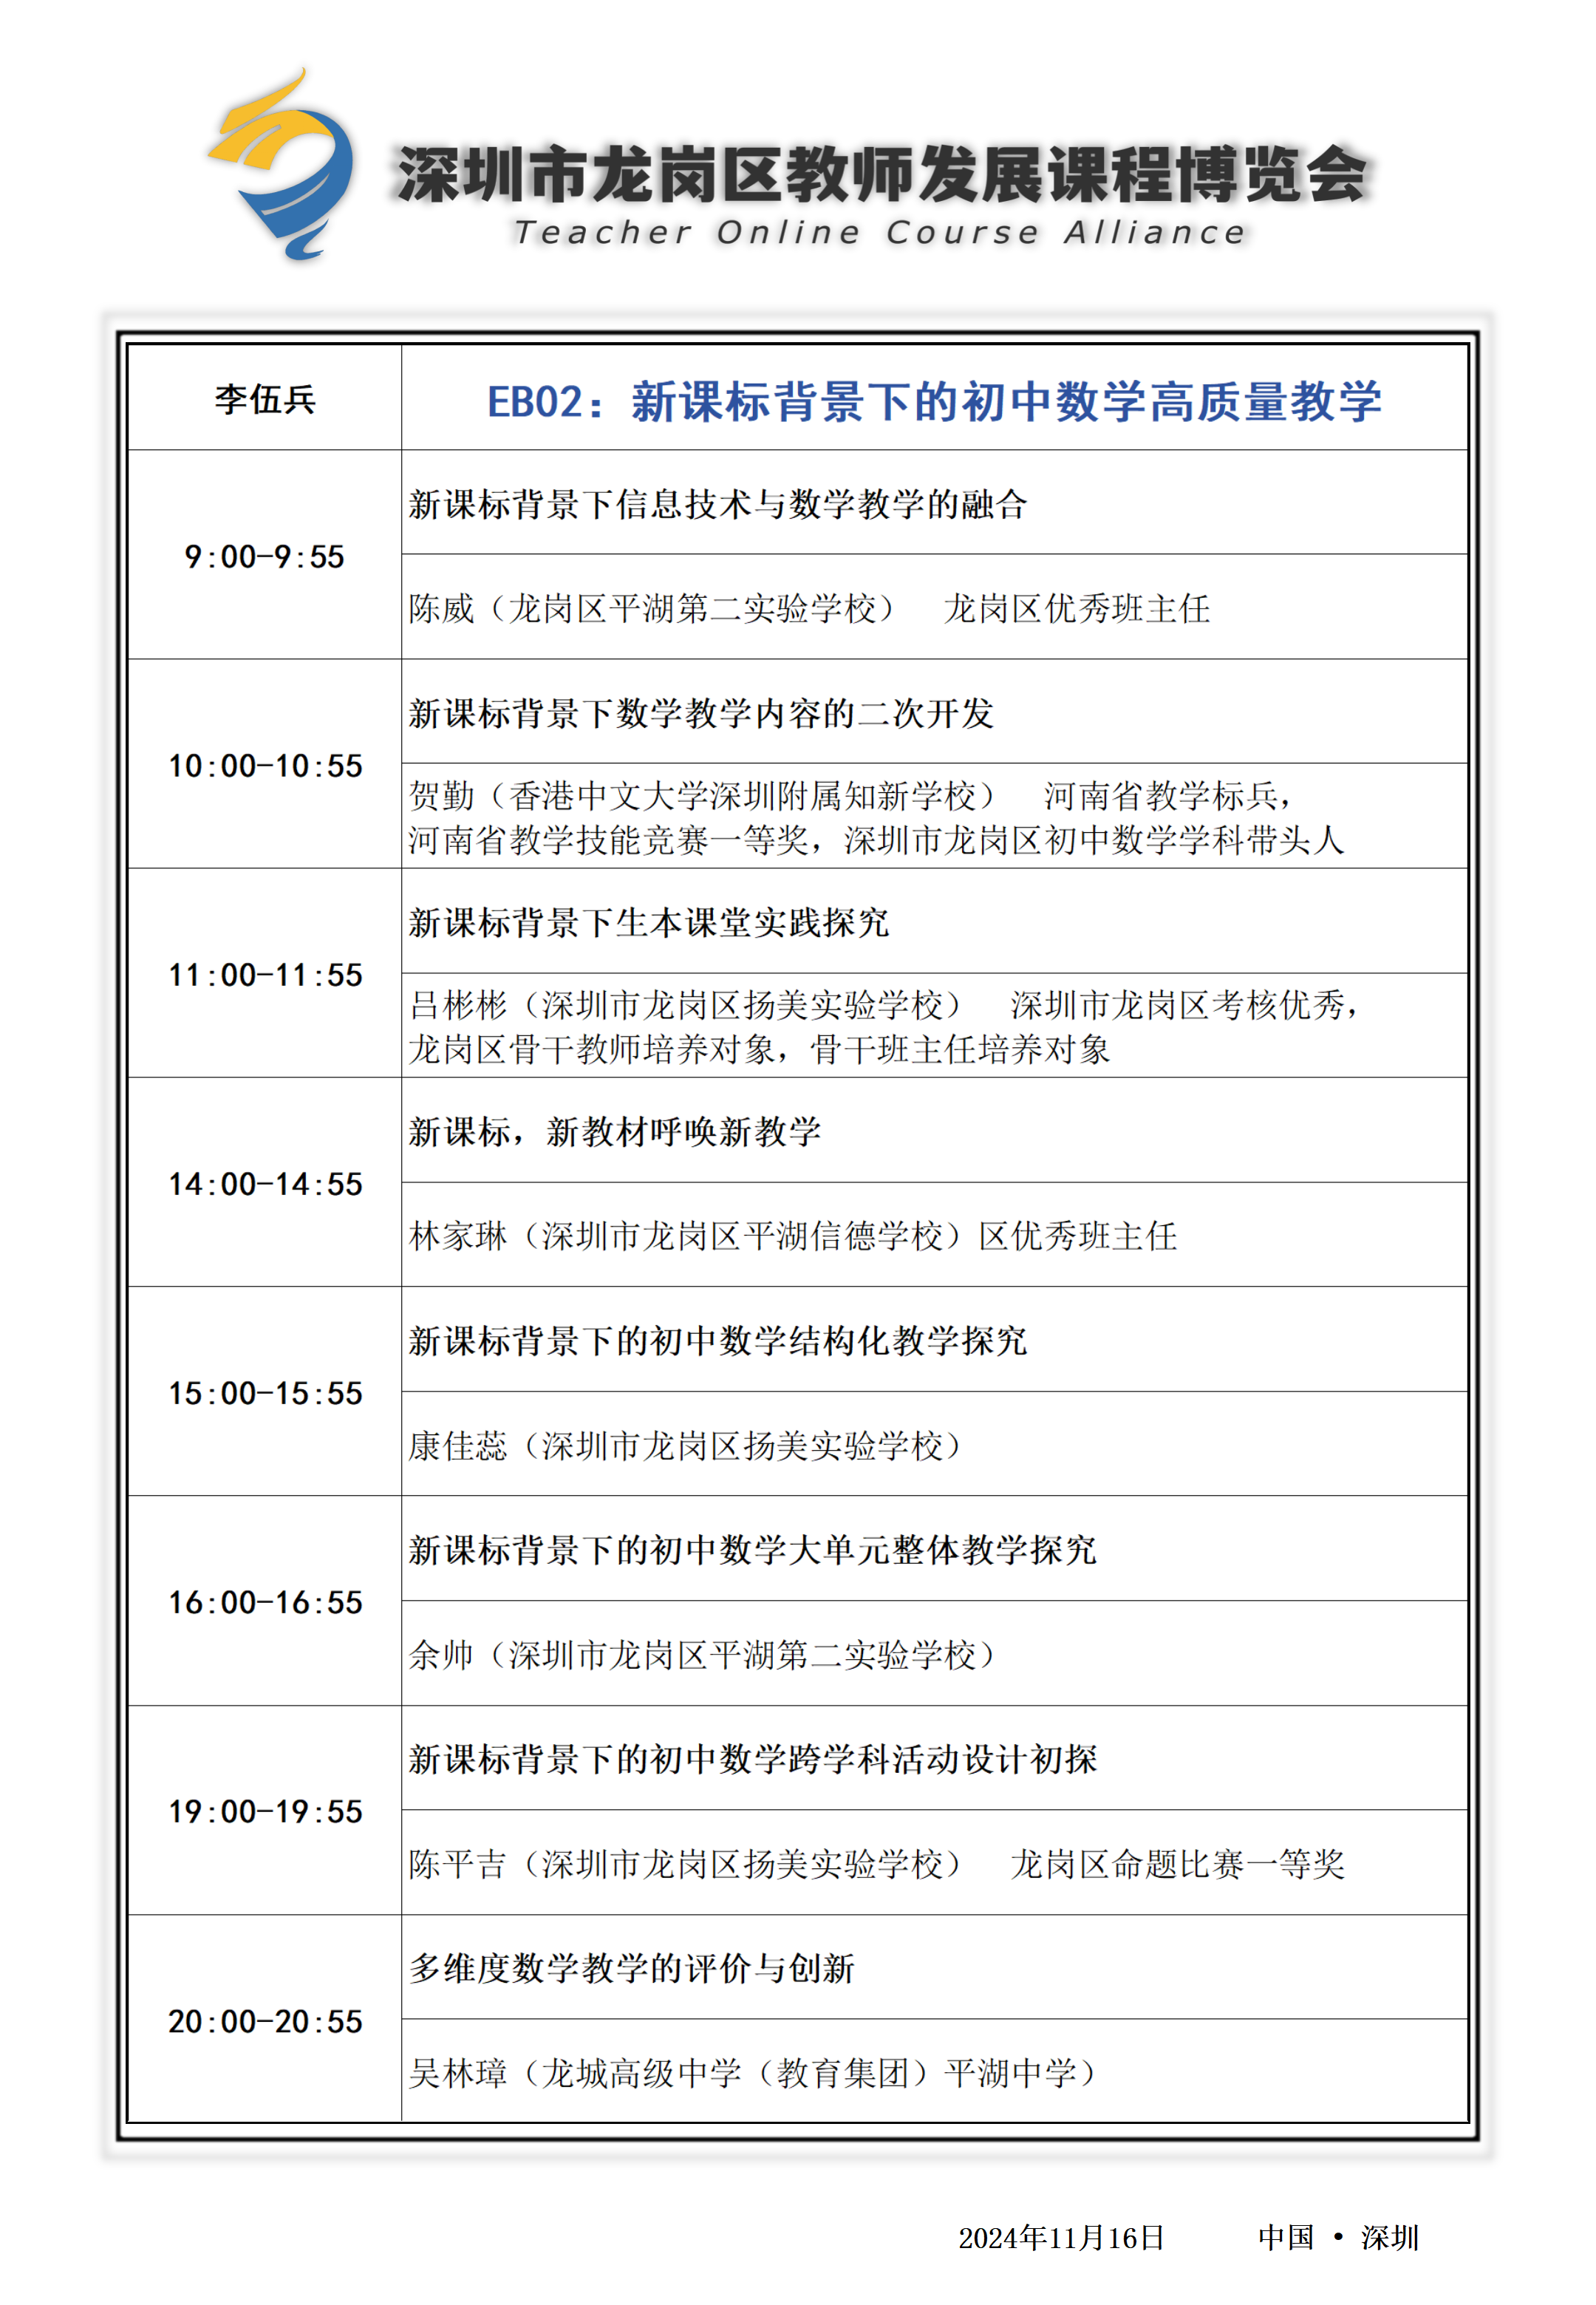 深圳市龙岗区教师发展课程博览会
Teacher Online Course Alliance
李伍兵
EB02：新课标背景下的初中数学高质量教学
9:00-9:55
新课标背景下信息技术与数学教学的融合
陈威（龙岗区平湖第二实验学校） 龙岗区优秀班主任
10:00-10:55
新课标背景下数学教学内容的二次开发
贺勤（香港中文大学深圳附属知新学校） 河南省教学标兵，
河南省教学技能竞赛一等奖，深圳市龙岗区初中数学学科带头人
11:00-11:55
新课标背景下生本课堂实践探究
吕彬彬（深圳市龙岗区扬美实验学校） 深圳市龙岗区考核优秀，
龙岗区骨干教师培养对象，骨干班主任培养对象
14:00-14:55
新课标，新教材呼唤新教学
林家琳（深圳市龙岗区平湖信德学校）区优秀班主任
15:00-15:55
新课标背景下的初中数学结构化教学探究
康佳蕊（深圳市龙岗区扬美实验学校）
16:00-16:55
新课标背景下的初中数学大单元整体教学探究
余帅（深圳市龙岗区平湖第二实验学校）
19:00-19:55
新课标背景下的初中数学跨学科活动设计初探
陈平吉（深圳市龙岗区扬美实验学校） 龙岗区命题比赛一等奖
20:00-20:55
多维度数学教学的评价与创新
吴林璋（龙城高级中学（教育集团）平湖中学）
2024年11月16日 中国 • 深圳